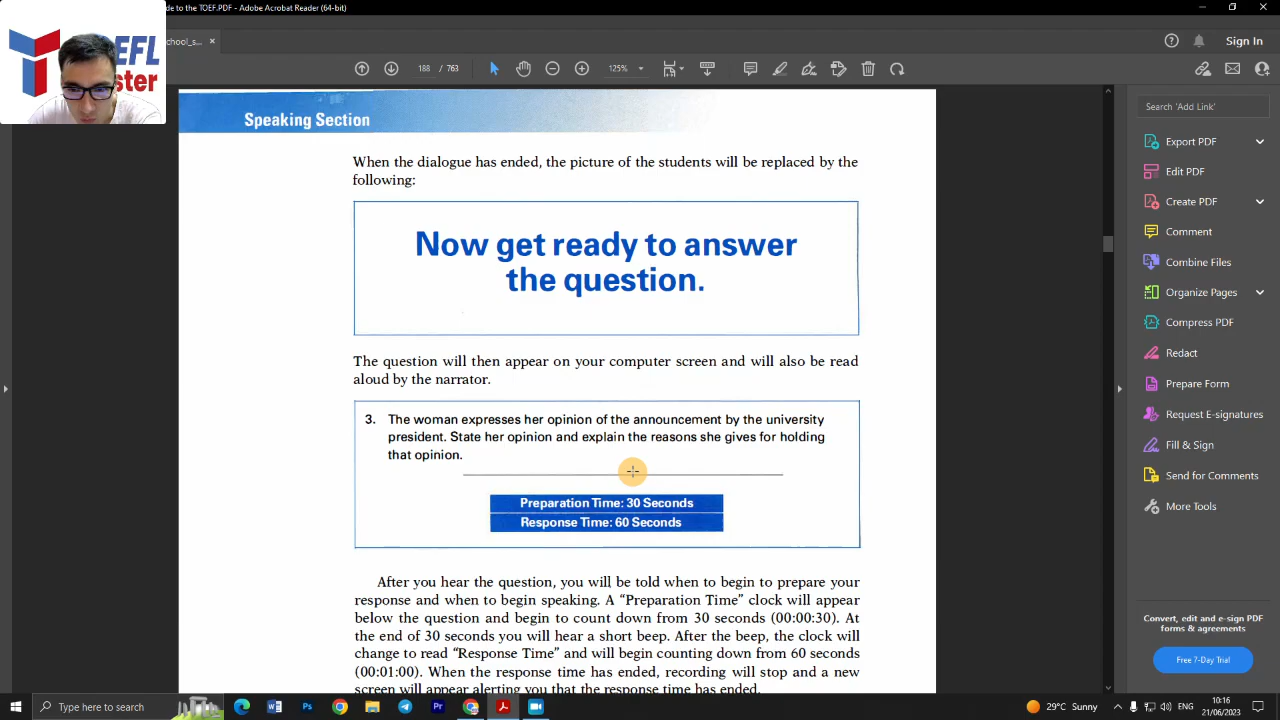 de to the TOEF.PDF - Adobe Acrobat Reader (64-bit)
chool_s...
188 / 763
125%
Sign In
EFL
ster
Speaking Section
When the dialogue has ended, the picture of the students will be replaced by the
following:
Now get ready to answer
the question.
The question will then appear on your computer screen and will also be read
aloud by the narrator.
3. The woman expresses her opinion of the announcement by the university
president. State her opinion and explain the reasons she gives for holding
that opinion.
Preparation Time: 30 Seconds
Response Time: 60 Seconds
After you hear the question, you will be told when to begin to prepare your
response and when to begin speaking. A “Preparation Time” clock will appear
below the question and begin to count down from 30 seconds (00:00:30). At
the end of 30 seconds you will hear a short beep. After the beep, the clock will
change to read “Response Time” and will begin counting down from 60 seconds
(00:01:00). When the response time has ended, recording will stop and a new
screen will appear alerting you that the response time has ended.
Search 'Add Link'
Export PDF
Edit PDF
Create PDF
Comment
Combine Files
Organize Pages
Compress PDF
Redact
Prepare Form
Request E-signatures
Fill & Sign
Send for Comments
More Tools
Convert, edit and e-sign PDF
forms & agreements
Free 7-Day Trial
Type here to search
29°C Sunny
ENG
10:16
21/06/2023